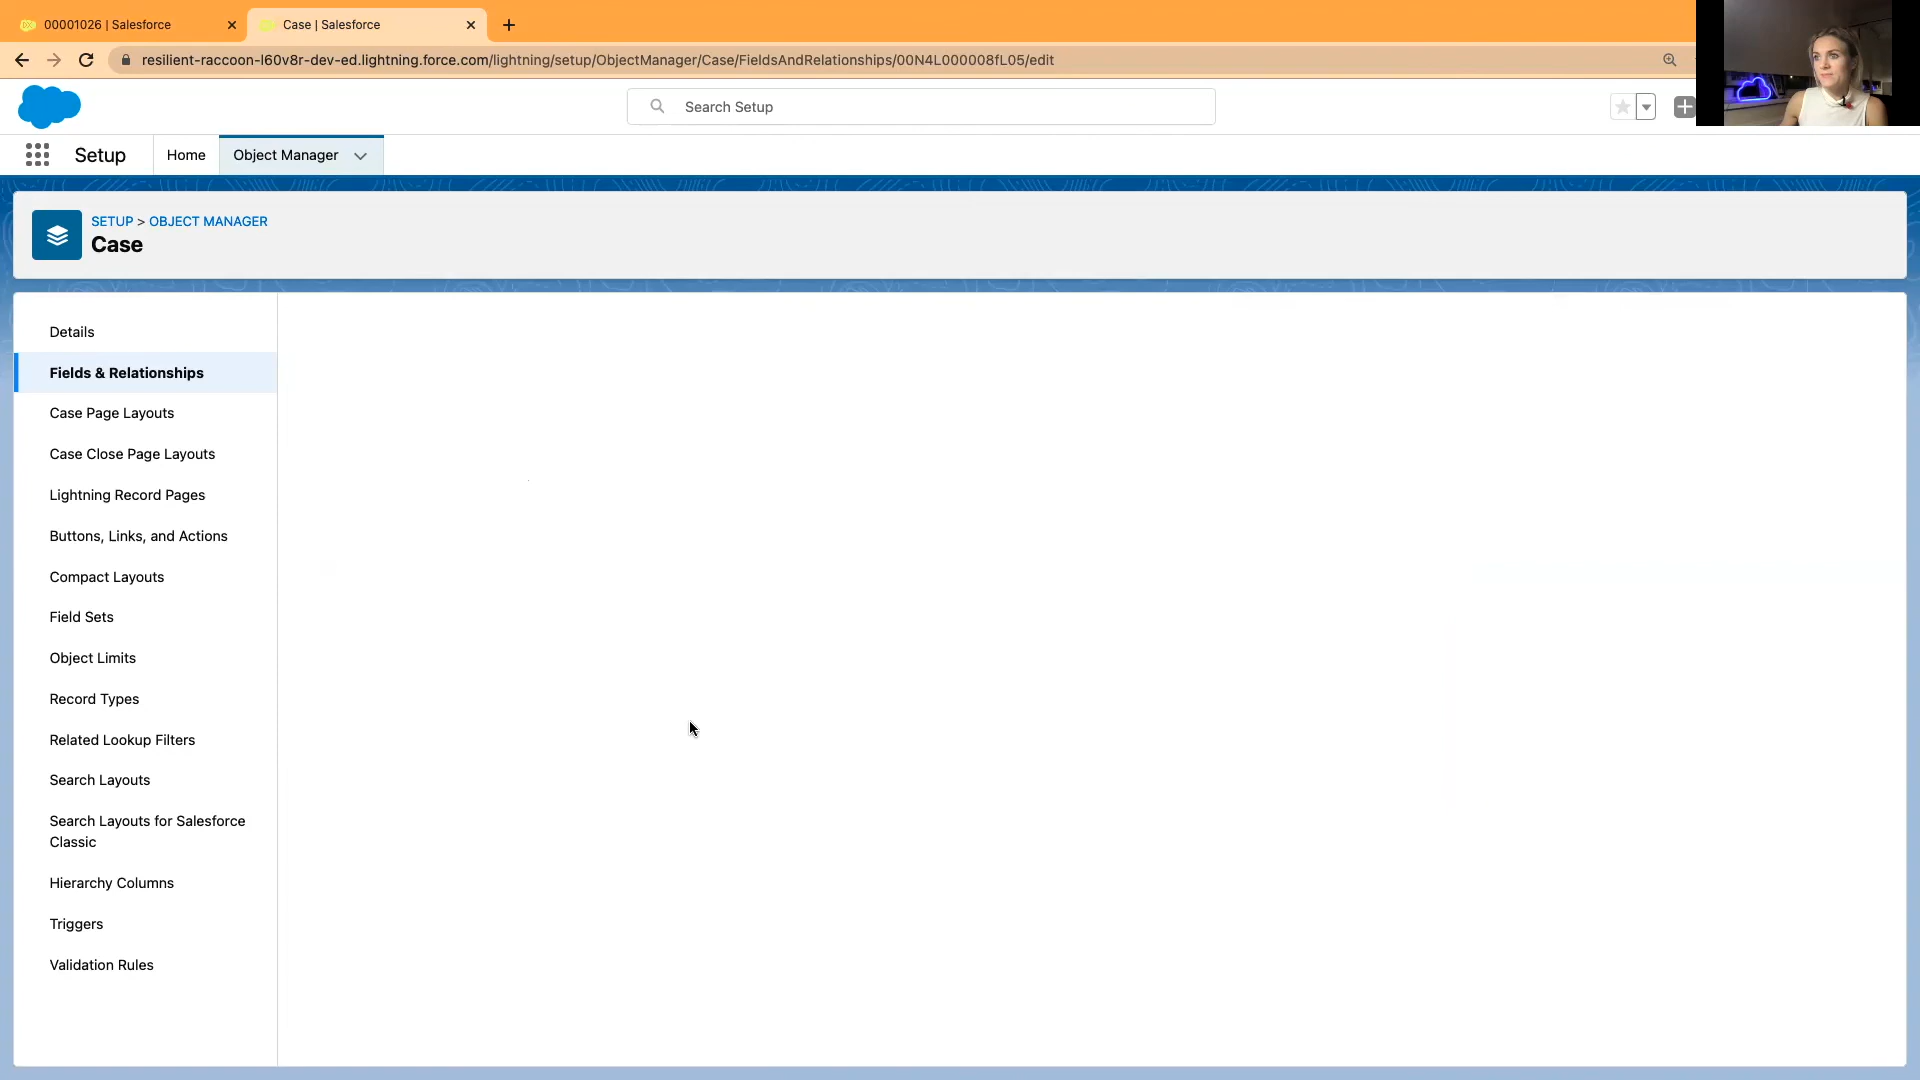 00001026 | Salesforce
Case | Salesforce
resilient-raccoon-l60v8r-dev-ed.lightning.force.com/lightning/setup/ObjectManager/Case/FieldsAndRelationships/00N4L000008fL05/edit
Search Setup
Setup
Home
Object Manager
SETUP > OBJECT MANAGER
Case
Details
Fields & Relationships
Case Page Layouts
Case Close Page Layouts
Lightning Record Pages
Buttons, Links, and Actions
Compact Layouts
Field Sets
Object Limits
Record Types
Related Lookup Filters
Search Layouts
Search Layouts for Salesforce
Classic
Hierarchy Columns
Triggers
Validation Rules